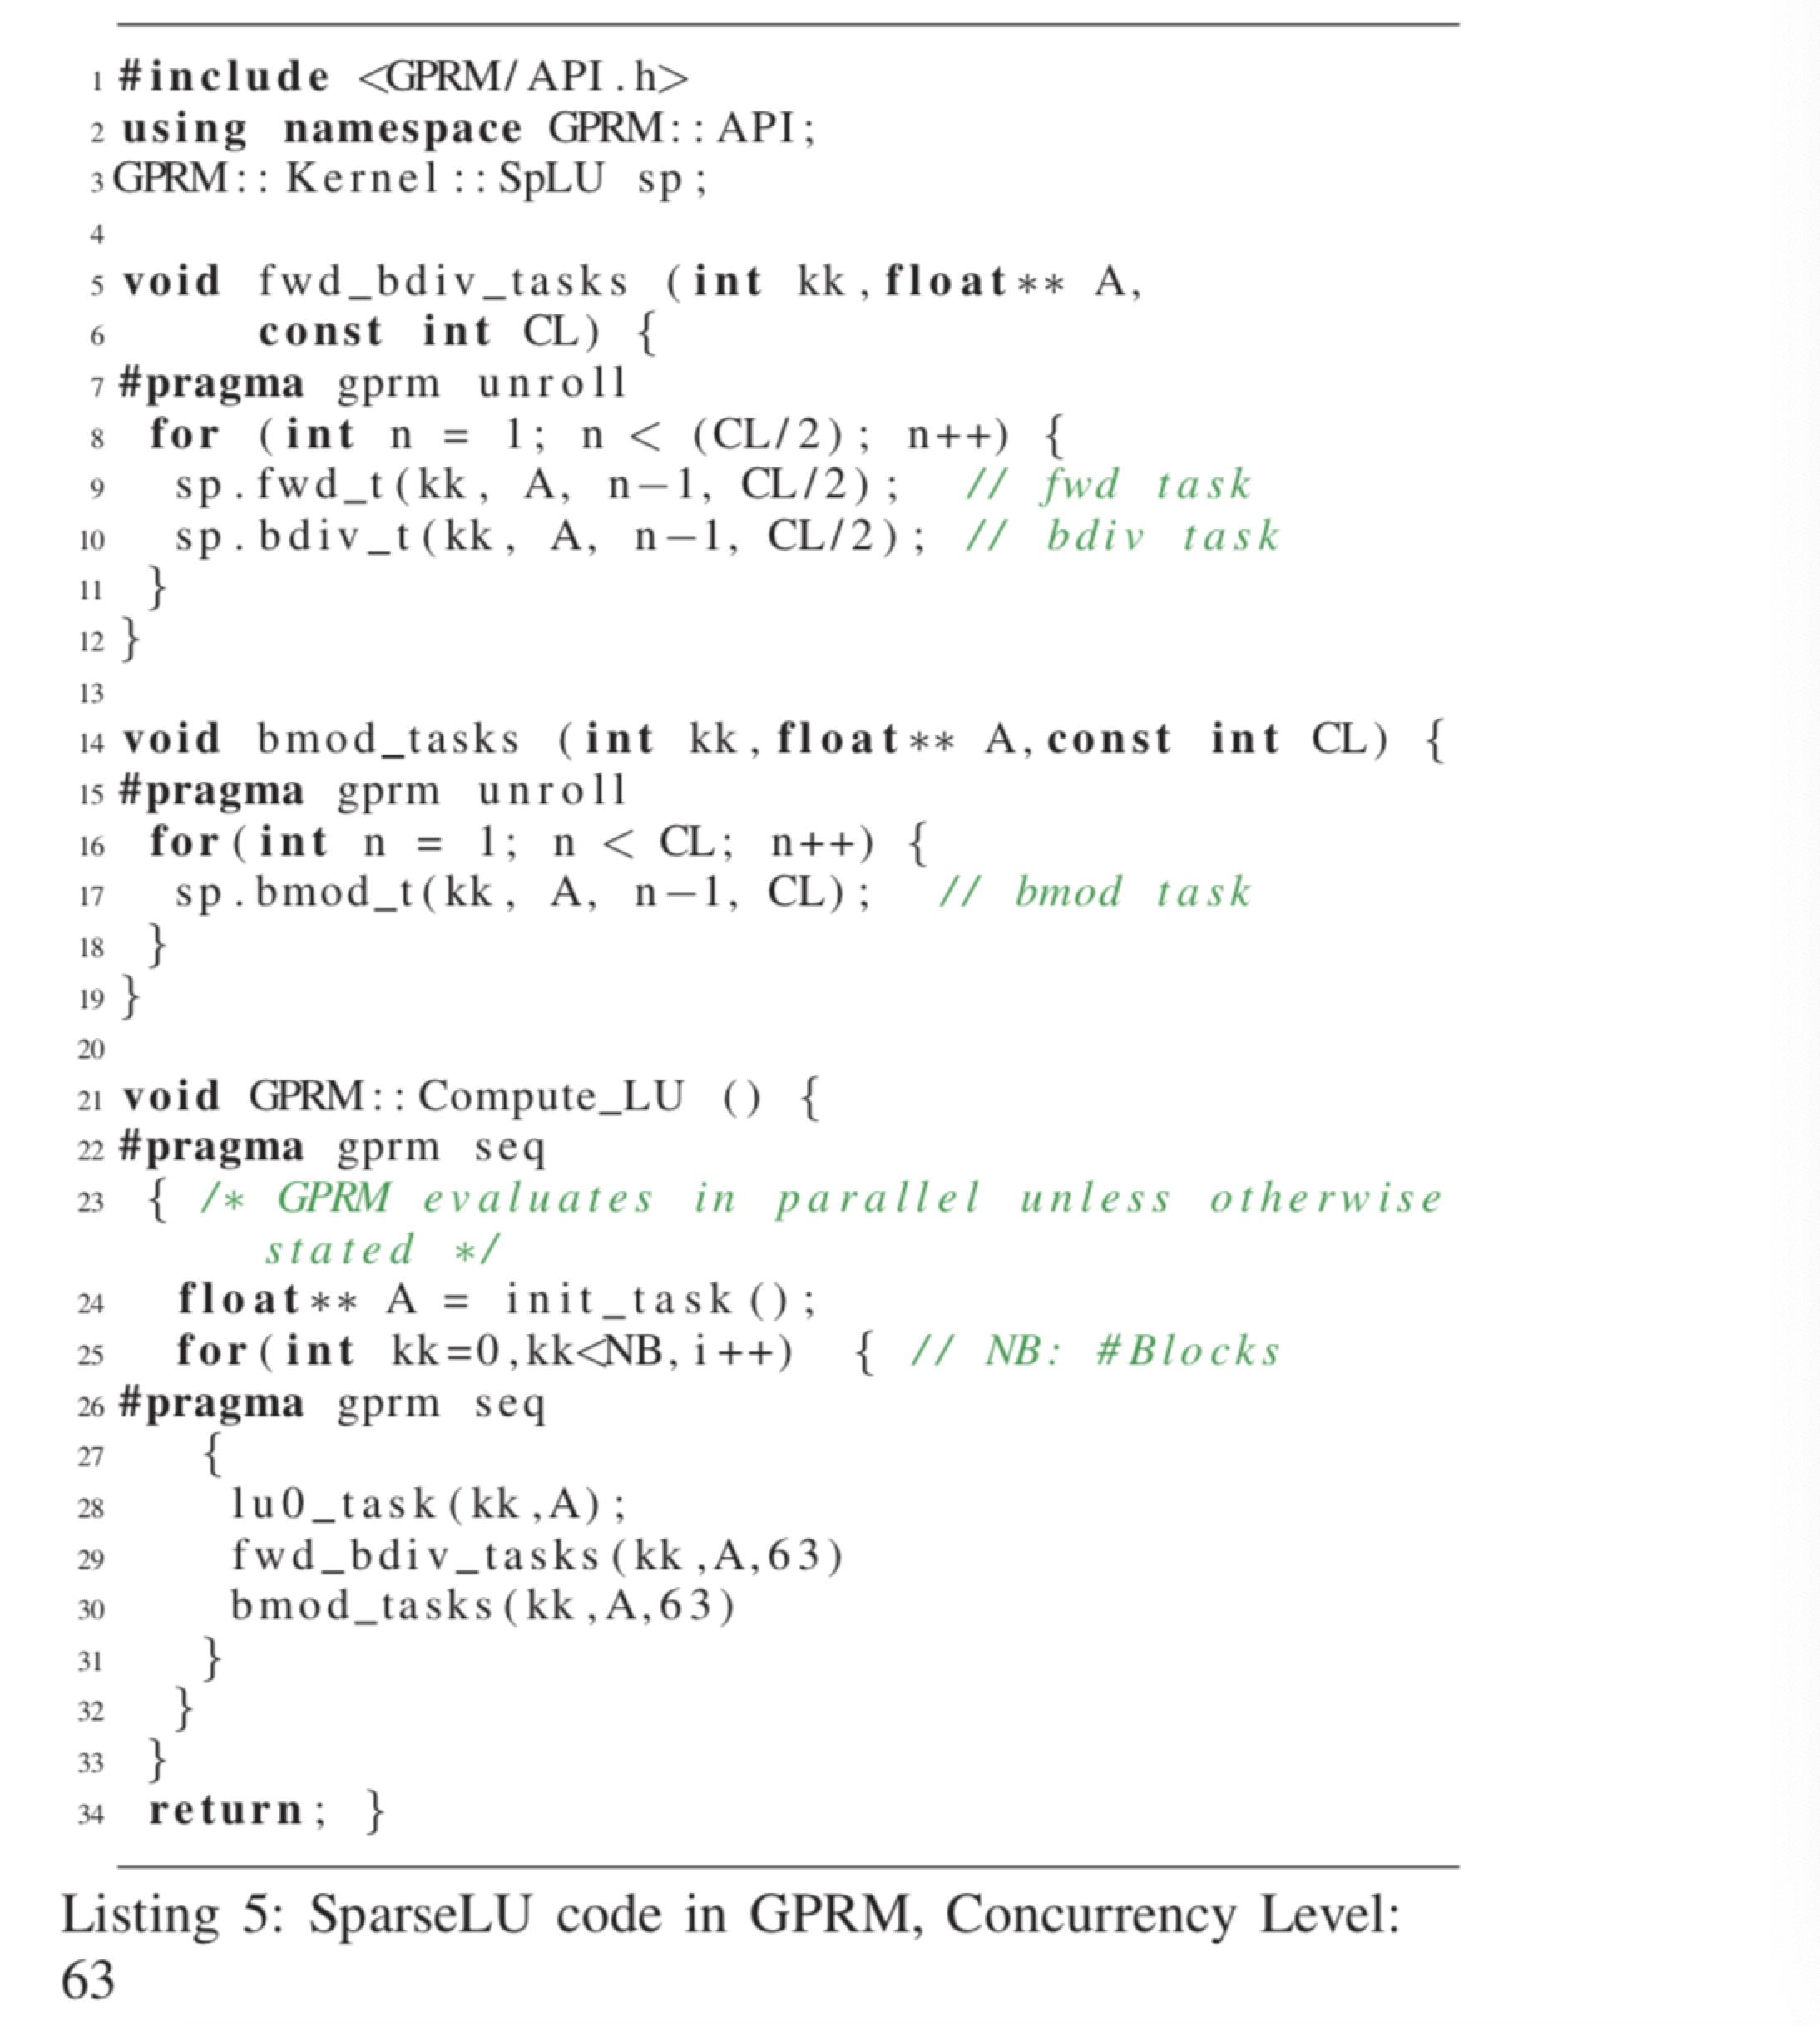 1 #include <GPRM/API.h>
2 using namespace GPRM::API;
3 GPRM::Kernel::SpLU sp;
4
5 void fwd_bdiv_tasks (int kk,float** A,
6 const int CL) {
7 #pragma gprm unroll
8 for (int n = 1; n < (CL/2); n++) {
9 sp.fwd_t(kk, A, n-1, CL/2); // fwd task
10 sp.bdiv_t(kk, A, n-1, CL/2); // bdiv task
11 }
12 }
13
14 void bmod_tasks (int kk,float** A,const int CL) {
15 #pragma gprm unroll
16 for(int n = 1; n < CL; n++) {
17 sp.bmod_t(kk, A, n-1, CL); // bmod task
18 }
19 }
20
21 void GPRM::Compute_LU () {
22 #pragma gprm seq
23 { /* GPRM evaluates in parallel unless otherwise
stated */
24 float** A = init_task();
25 for(int kk=0,kk<NB,i++) { // NB: #Blocks
26 #pragma gprm seq
27 {
28 lu0_task(kk,A);
29 fwd_bdiv_tasks(kk,A,63)
30 bmod_tasks(kk,A,63)
31 }
32 }
33 }
34 return; }
Listing 5: SparseLU code in GPRM, Concurrency Level:
63